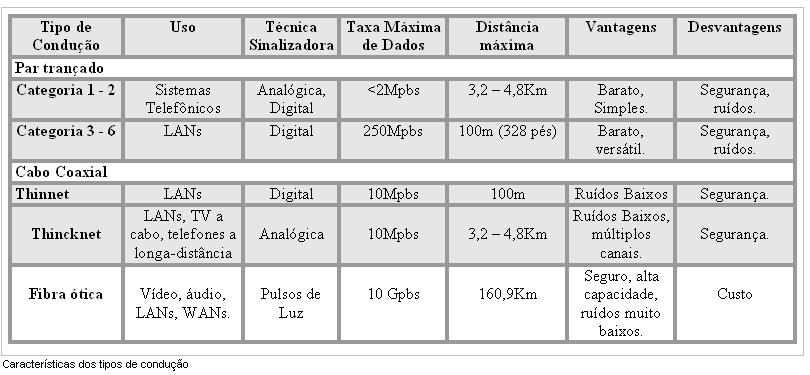 Tipo de Condução Uso Técnica Sinalizadora Taxa Máxima de Dados Distância máxima Vantagens Desvantagens
Par trançado
Categoria 1 - 2 Sistemas Telefônicos Analógica, Digital <2Mpbs 3,2 – 4,8Km Barato, Simples. Segurança, ruídos.
Categoria 3 - 6 LANs Digital 250Mpbs 100m (328 pés) Barato, versátil. Segurança, ruídos.
Cabo Coaxial
Thinnet LANs Digital 10Mpbs 100m Ruídos Baixos Segurança.
Thincknet LANs, TV a cabo, telefones a longa-distância Analógica 10Mpbs 3,2 – 4,8Km Ruídos Baixos, múltiplos canais. Segurança.
Fibra ótica Vídeo, áudio, LANs, WANs. Pulsos de Luz 10 Gpbs 160,9Km Seguro, alta capacidade, ruídos muito baixos. Custo
Características dos tipos de condução